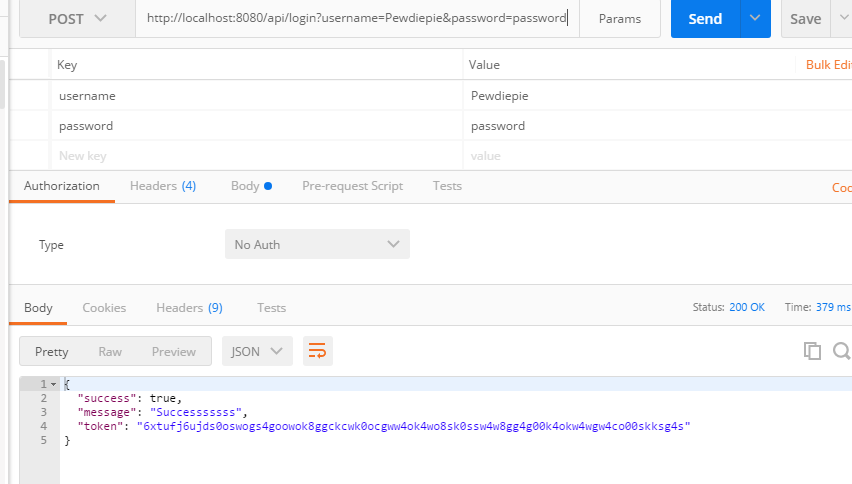 POST http://localhost:8080/api/login?username=Pewdiepie&password=password Params Send Save
Key Value Bulk Edi
username Pewdiepie
password password
New key value
Authorization Headers (4) Body Pre-request Script Tests Coo
Type No Auth
Body Cookies Headers (9) Tests Status: 200 OK Time: 379 ms
Pretty Raw Preview JSON
1 {
2 "success": true,
3 "message": "Successssss",
4 "token": "6xtufj6ujds0oswogs4goowok8ggckcwk0ocgww4ok4wo8sk0ssw4w8gg4g00k4okw4wgw4co00skksg4s"
5 }